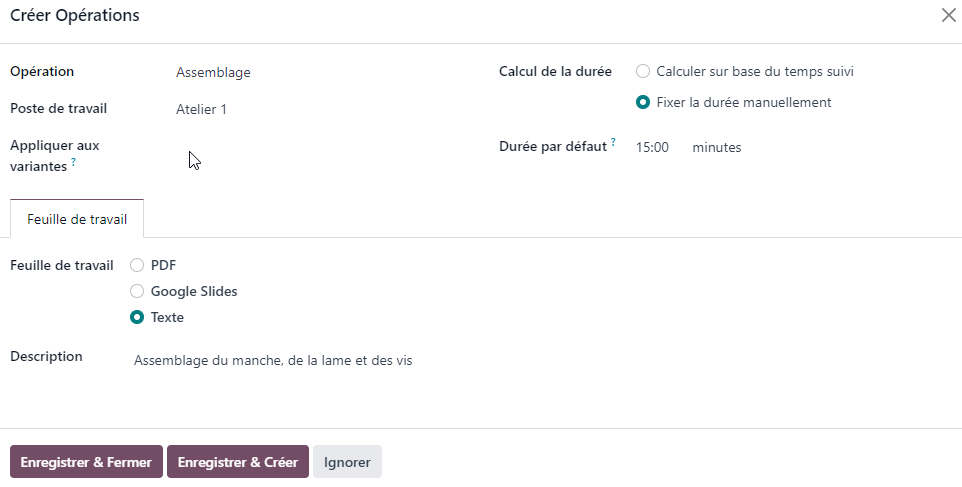 Créer Opérations
Opération Assemblage
Poste de travail Atelier 1
Appliquer aux
variantes ?
Calcul de la durée Calculer sur base du temps suivi
Fixer la durée manuellement
Durée par défaut ? 15:00 minutes
Feuille de travail
Feuille de travail PDF
Google Slides
Texte
Description Assemblage du manche, de la lame et des vis
Enregistrer & Fermer Enregistrer & Créer Ignorer